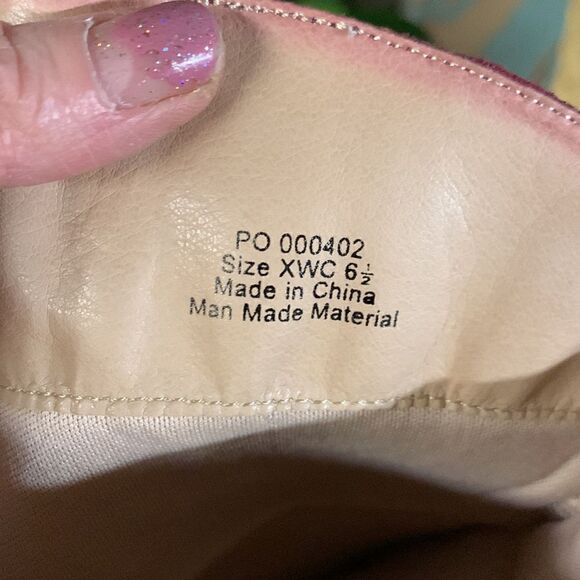 PO 000402
Size XWC 6½
Made in China
Man Made Material